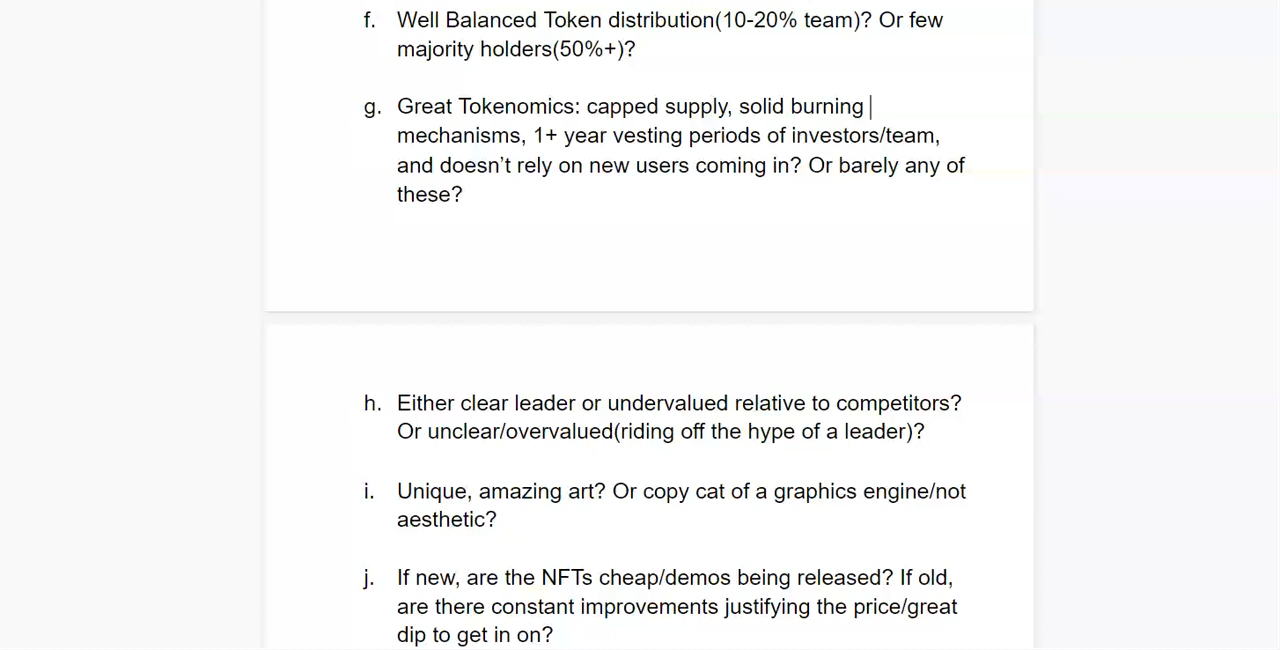 f. Well Balanced Token distribution(10-20% team)? Or few
majority holders(50%+)?
g. Great Tokenomics: capped supply, solid burning
mechanisms, 1+ year vesting periods of investors/team,
and doesn’t rely on new users coming in? Or barely any of
these?
h. Either clear leader or undervalued relative to competitors?
Or unclear/overvalued(riding off the hype of a leader)?
i. Unique, amazing art? Or copy cat of a graphics engine/not
aesthetic?
j. If new, are the NFTs cheap/demos being released? If old,
are there constant improvements justifying the price/great
dip to get in on?